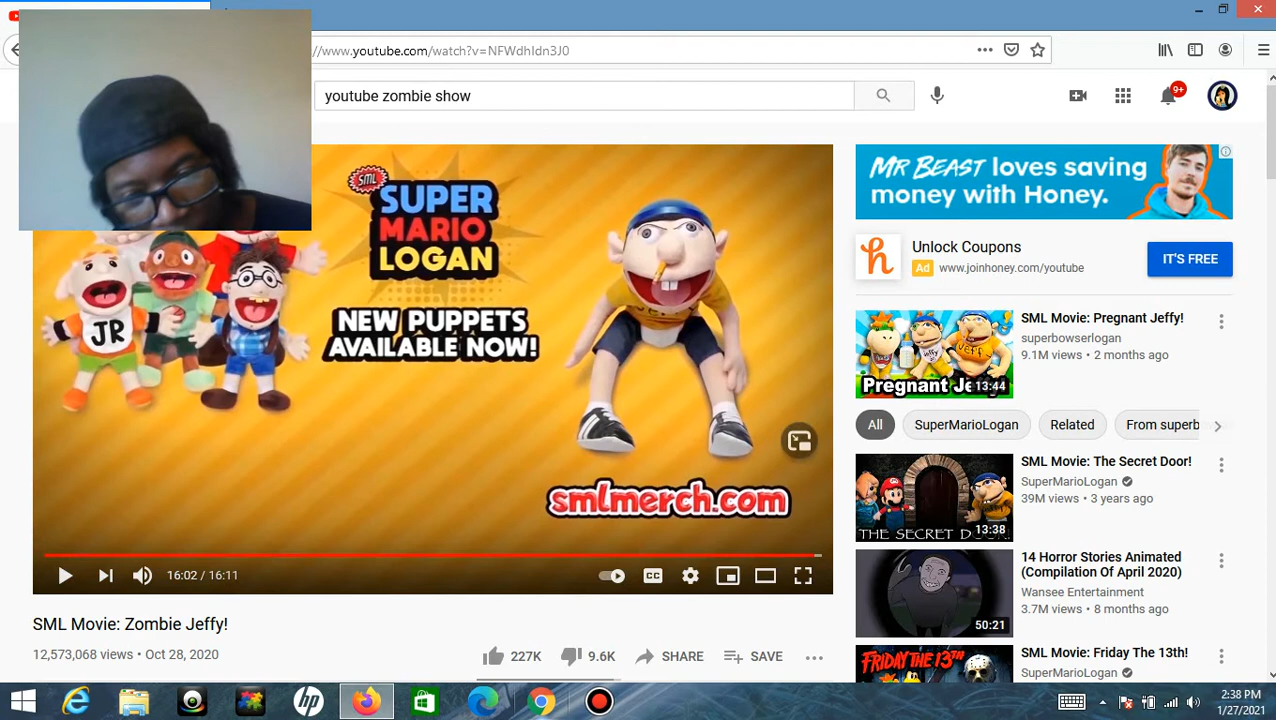 //www.youtube.com/watch?v=NFWdhIdn3J0
youtube zombie show
9+
SML
SUPER
MARIO
LOGAN
NEW PUPPETS
AVAILABLE NOW!
JR
smlmerch.com
16:02 / 16:11
CC
SML Movie: Zombie Jeffy!
12,573,068 views • Oct 28, 2020
227K
9.6K
SHARE
SAVE
MR BEAST loves saving
money with Honey.
Unlock Coupons
Ad www.joinhoney.com/youtube
IT'S FREE
SML Movie: Pregnant Jeffy!
superbowserlogan
9.1M views • 2 months ago
Pregnant Je
13:44
All
SuperMarioLogan
Related
From superb
SML Movie: The Secret Door!
SuperMarioLogan
39M views • 3 years ago
THE SECRET DOOR
13:38
14 Horror Stories Animated
(Compilation Of April 2020)
Wansee Entertainment
3.7M views • 8 months ago
50:21
SML Movie: Friday The 13th!
SuperMarioLogan
FRIDAY THE 13TH
hp
2:38 PM
1/27/2021